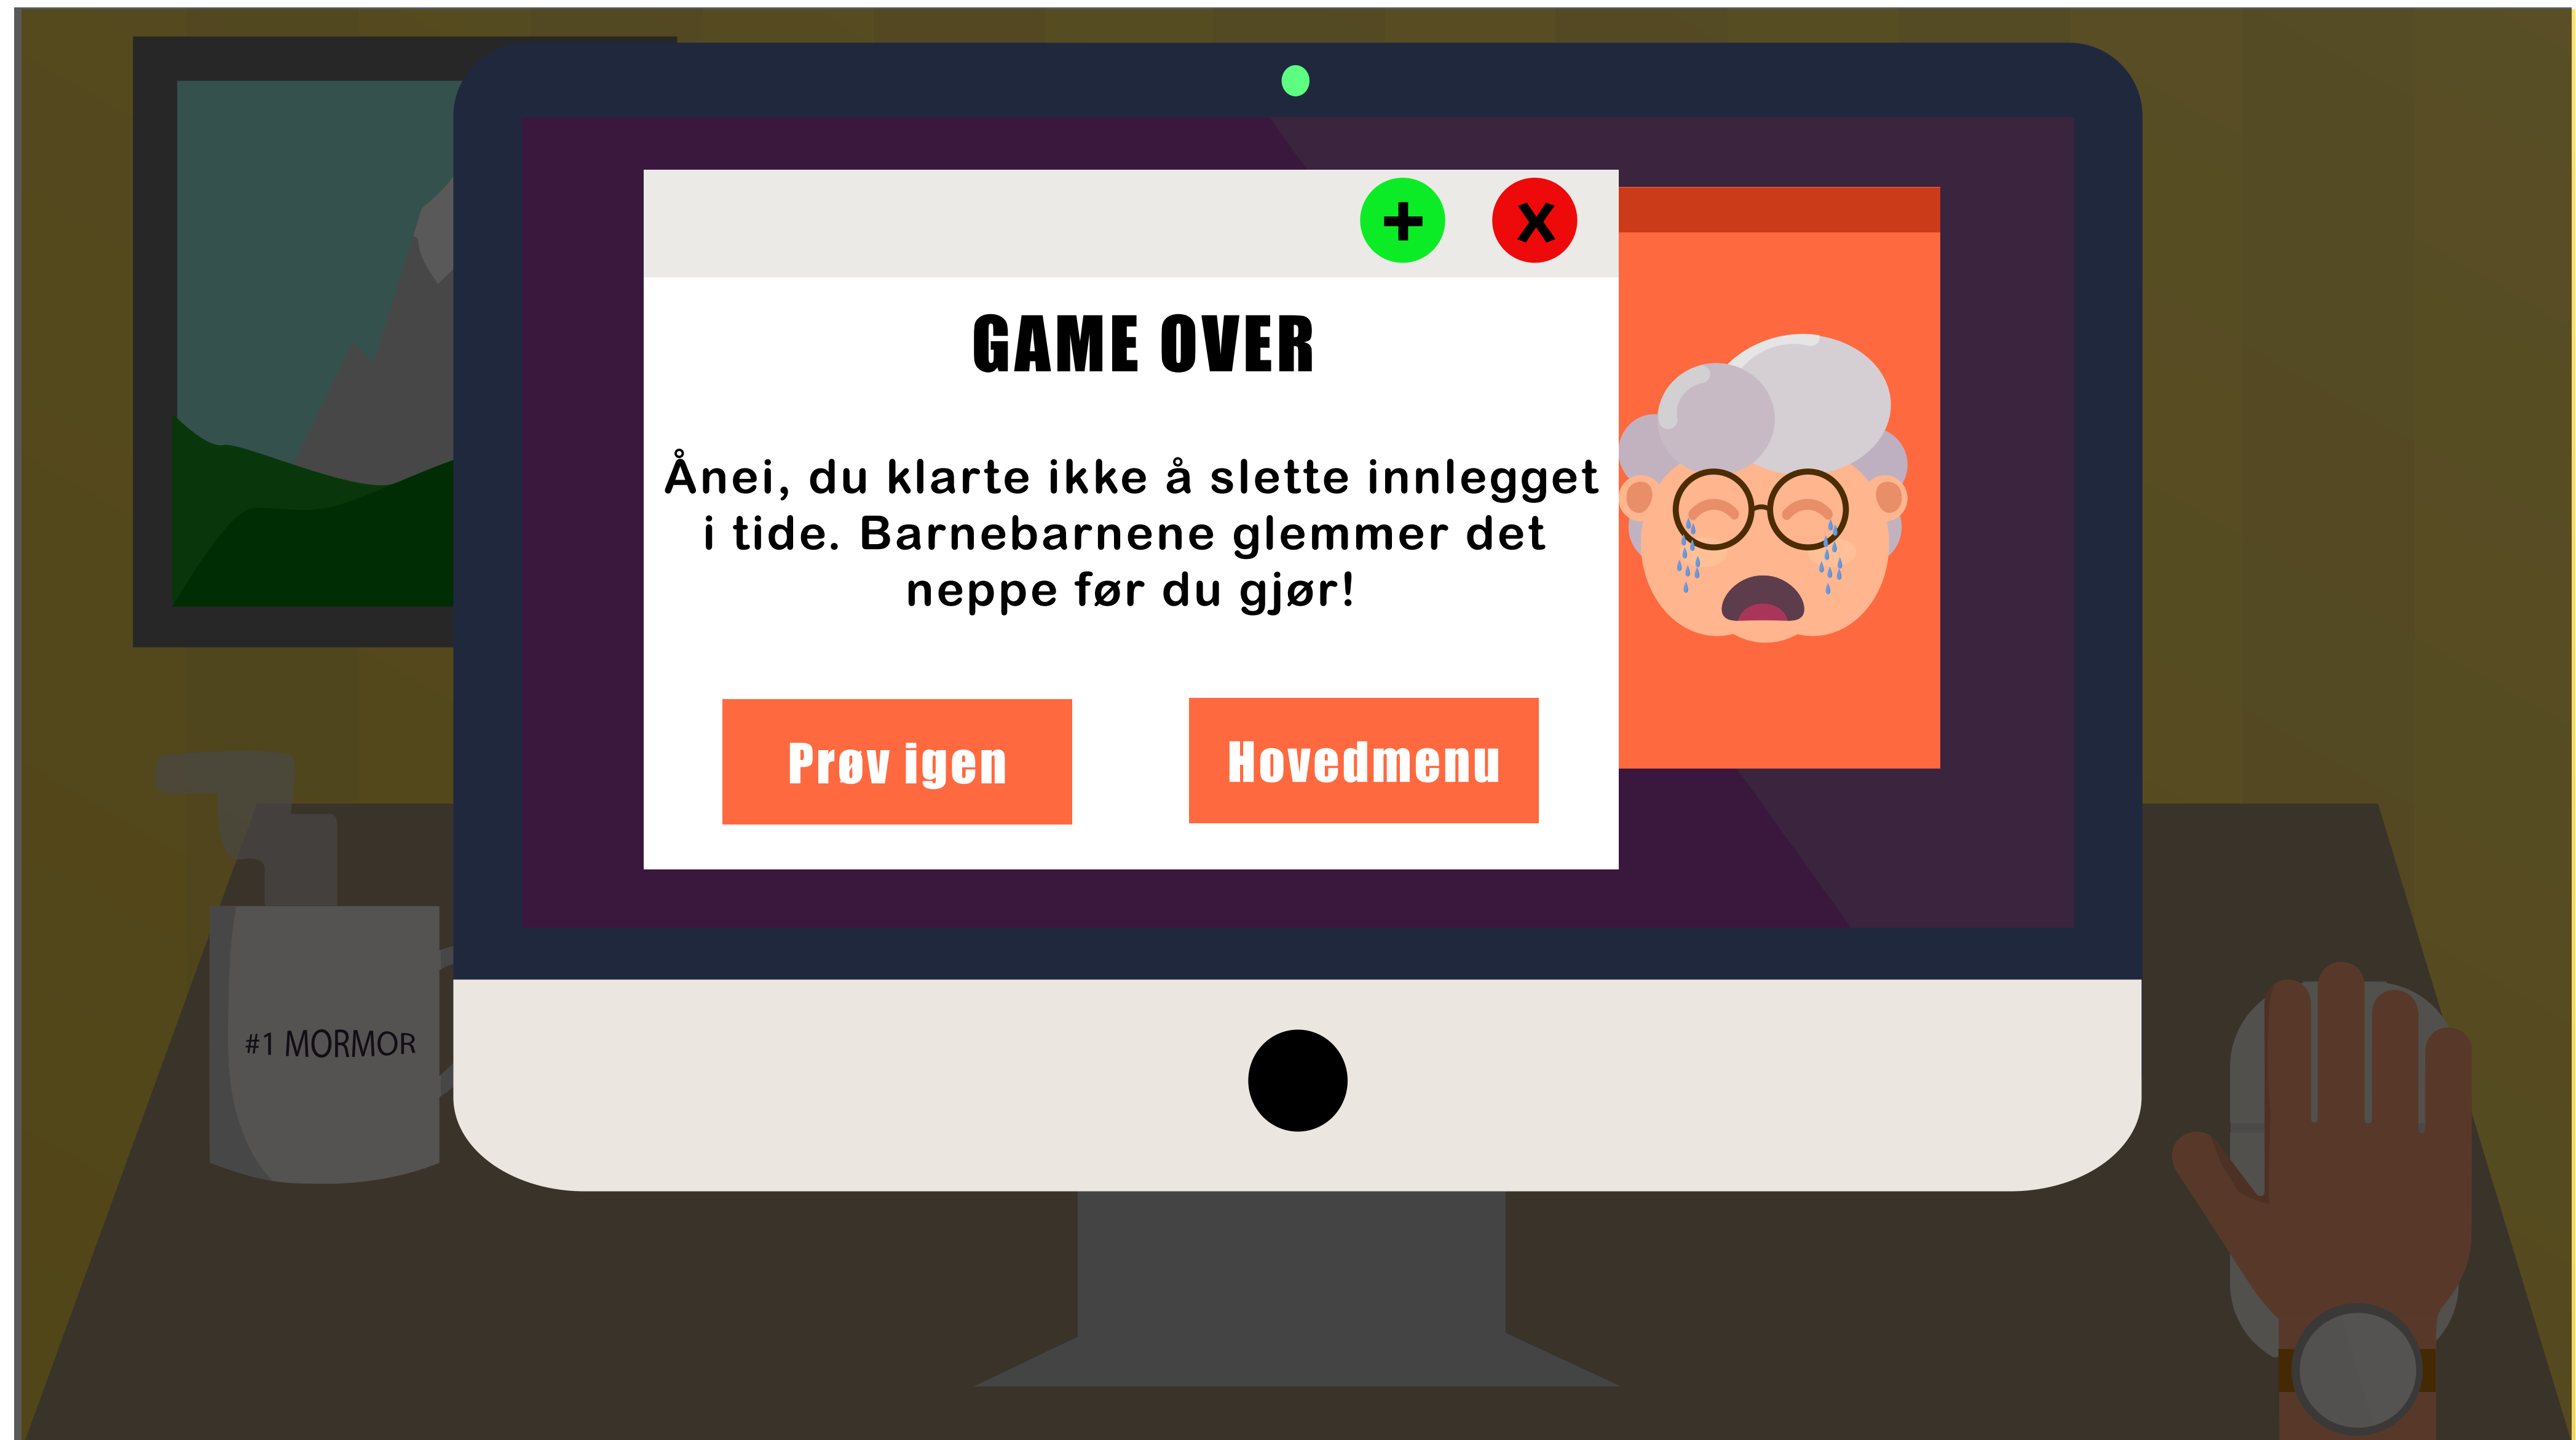 + X
GAME OVER
Ånei, du klarte ikke å slette innlegget
i tide. Barnebarnene glemmer det
neppe før du gjør!
Prøv igen
Hovedmenu
#1 MORMOR